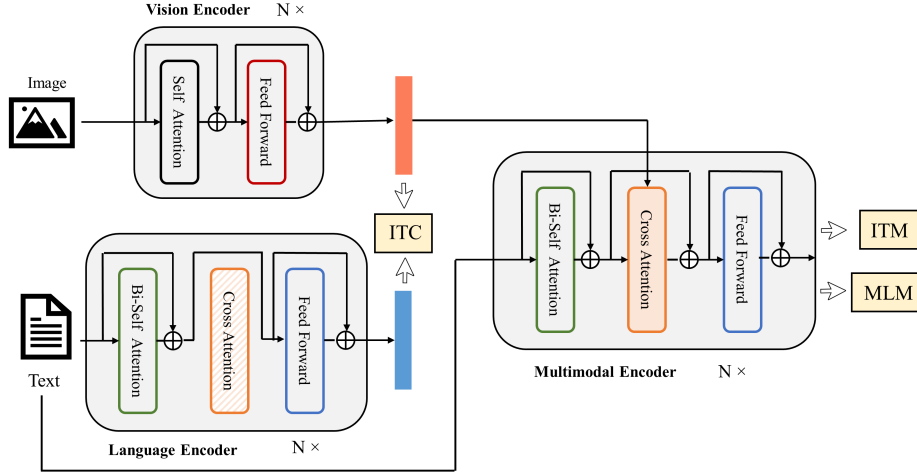 Vision Encoder N ×
Image
Self Attention
Feed Forward
ITC
Bi-Self Attention
Cross Attention
Feed Forward
ITM
MLM
Multimodal Encoder N ×
Bi-Self Attention
Cross Attention
Feed Forward
Text
Language Encoder N ×